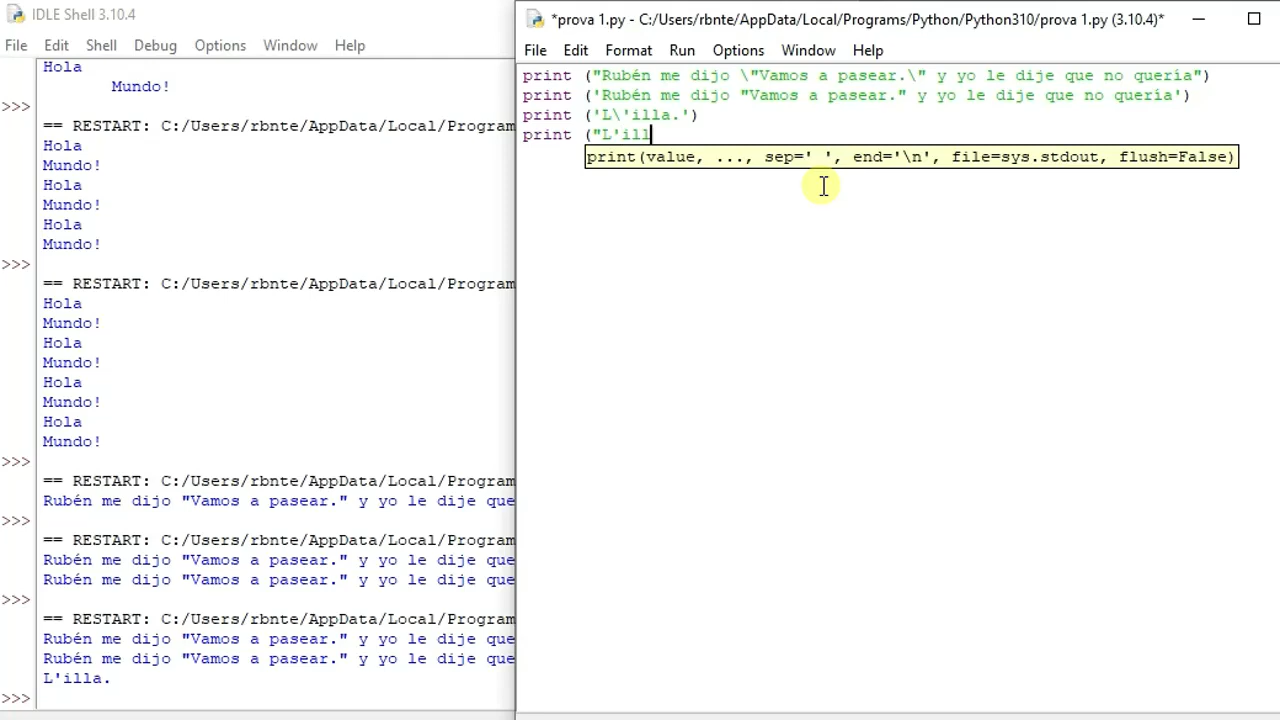 IDLE Shell 3.10.4
File Edit Shell Debug Options Window Help
Hola
Mundo!
>>>
== RESTART: C:/Users/rbnte/AppData/Local/Program
Hola
Mundo!
Hola
Mundo!
Hola
Mundo!
>>>
== RESTART: C:/Users/rbnte/AppData/Local/Program
Hola
Mundo!
Hola
Mundo!
Hola
Mundo!
Hola
Mundo!
>>>
== RESTART: C:/Users/rbnte/AppData/Local/Program
Rubén me dijo "Vamos a pasear." y yo le dije que
>>>
== RESTART: C:/Users/rbnte/AppData/Local/Program
Rubén me dijo "Vamos a pasear." y yo le dije que
Rubén me dijo "Vamos a pasear." y yo le dije que
>>>
== RESTART: C:/Users/rbnte/AppData/Local/Program
Rubén me dijo "Vamos a pasear." y yo le dije que
Rubén me dijo "Vamos a pasear." y yo le dije que
L'illa.
>>>
*prova 1.py - C:/Users/rbnte/AppData/Local/Programs/Python/Python310/prova 1.py (3.10.4)*
File Edit Format Run Options Window Help
print ("Rubén me dijo \"Vamos a pasear.\" y yo le dije que no quería")
print ('Rubén me dijo "Vamos a pasear." y yo le dije que no quería')
print ('L\'illa.')
print ("L'ill
print(value, ..., sep=' ', end='\n', file=sys.stdout, flush=False)